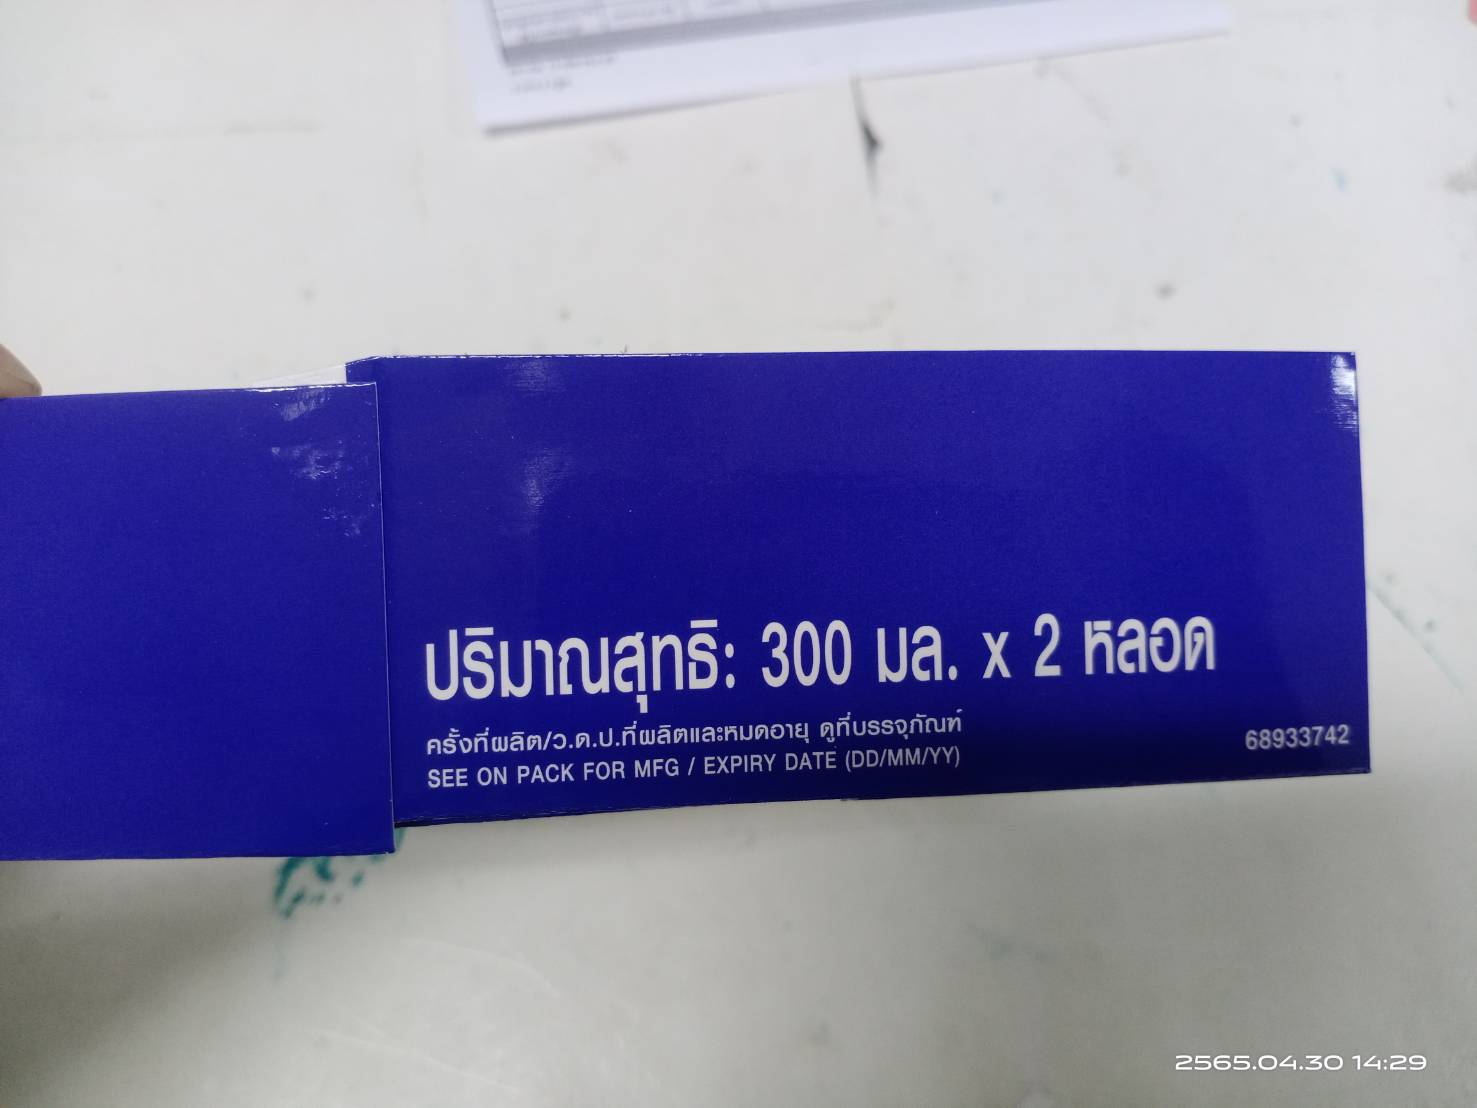 ปริมาณสุทธิ: 300 มล. x 2 หลอด
ครั้งที่ผลิต/ว.ด.ป.ที่ผลิตและหมดอายุ ดูที่บรรจุภัณฑ์
SEE ON PACK FOR MFG / EXPIRY DATE (DD/MM/YY)
68933742
2565.04.30 14:29